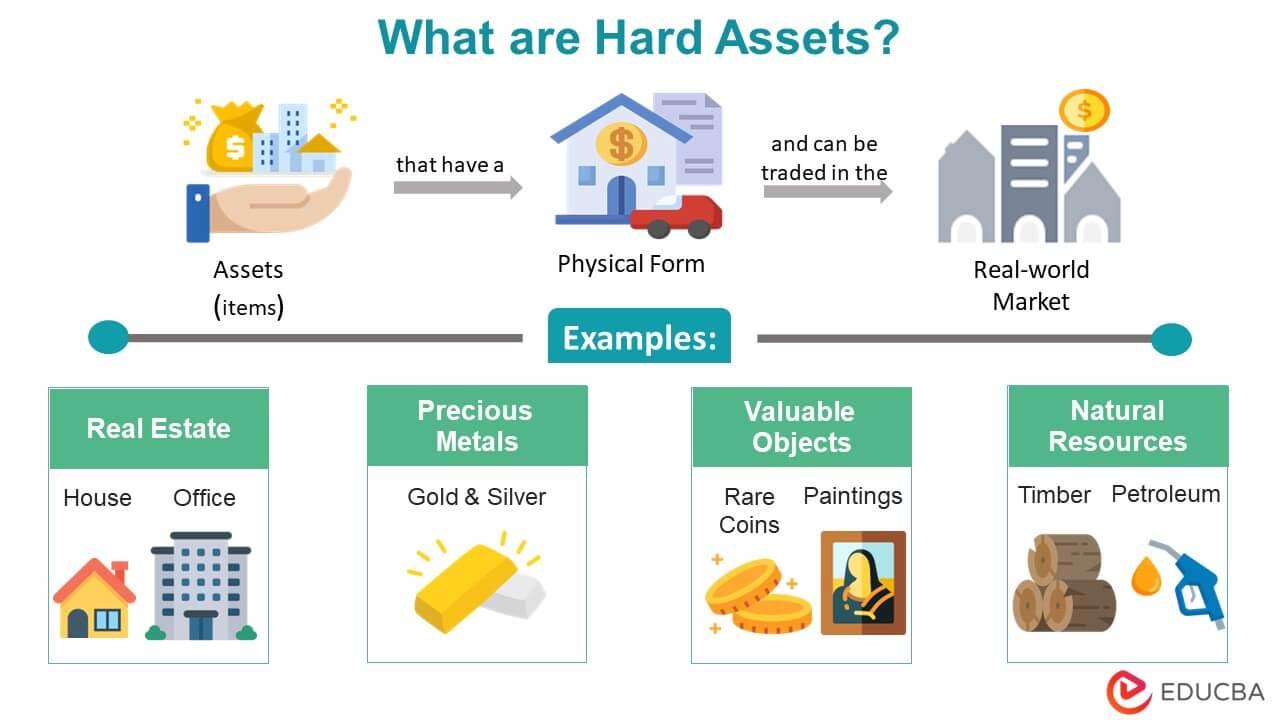 What are Hard Assets?
that have a
and can be
traded in the
Assets
(items)
Physical Form
Real-world
Market
Examples:
Real Estate
House
Office
Precious
Metals
Gold & Silver
Valuable
Objects
Rare
Coins
Paintings
Natural
Resources
Timber
Petroleum
EDUCBA